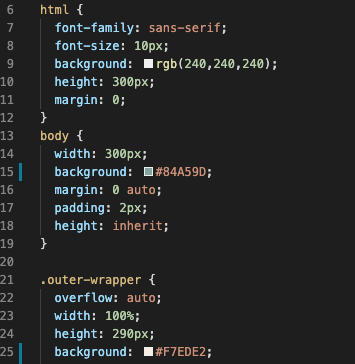 6 html {
7 font-family: sans-serif;
8 font-size: 10px;
9 background: rgb(240,240,240);
10 height: 300px;
11 margin: 0;
12 }
13 body {
14 width: 300px;
15 background: #84A59D;
16 margin: 0 auto;
17 padding: 2px;
18 height: inherit;
19 }
20
21 .outer-wrapper {
22 overflow: auto;
23 width: 100%;
24 height: 290px;
25 background: #F7EDE2;